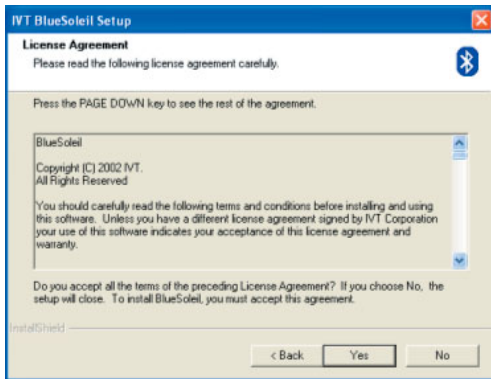 IVT BlueSoleil Setup
License Agreement
Please read the following license agreement carefully.
Press the PAGE DOWN key to see the rest of the agreement.
BlueSoleil
Copyright (C) 2002 IVT.
All Rights Reserved
You should carefully read the following terms and conditions before installing and using
this software. Unless you have a different license agreement signed by IVT Corporation
your use of this software indicates your acceptance of this license agreement and
warranty.
Do you accept all the terms of the preceding License Agreement? If you choose No, the
setup will close. To install BlueSoleil, you must accept this agreement.
InstallShield
< Back Yes No